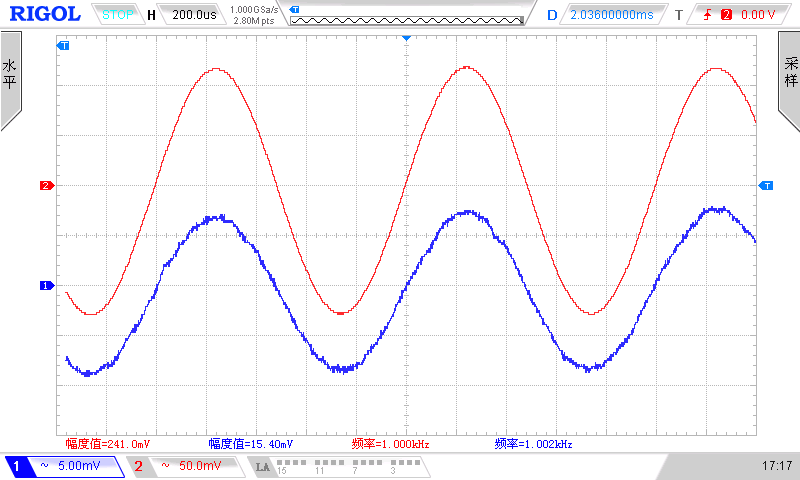 RIGOL STOP H 200.0us 1.000GSa/s 2.80M pts T D 2.03600000ms T 2 0.00 V
T
水平
采样
2
T
1
幅度值=241.0mV 幅度值=15.40mV 频率=1.000kHz 频率=1.002kHz
1 ~ 5.00mV 2 ~ 50.0mV LA 15 11 7 3 17:17